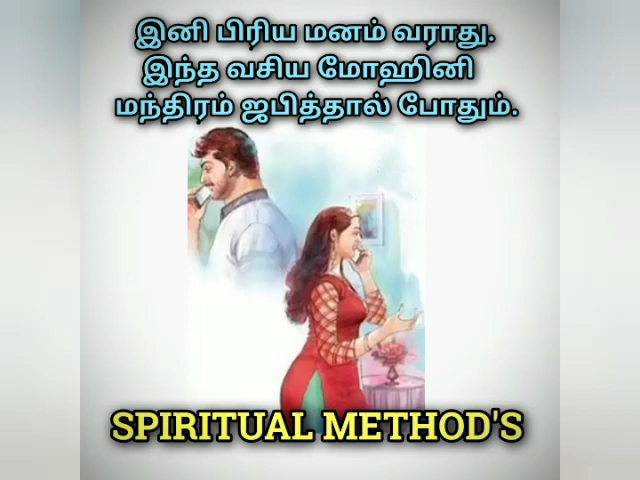 இனி பிரிய மனம் வராது.
இந்த வசிய மோஹினி
மந்திரம் ஜபித்தால் போதும்.
SPIRITUAL METHOD'S